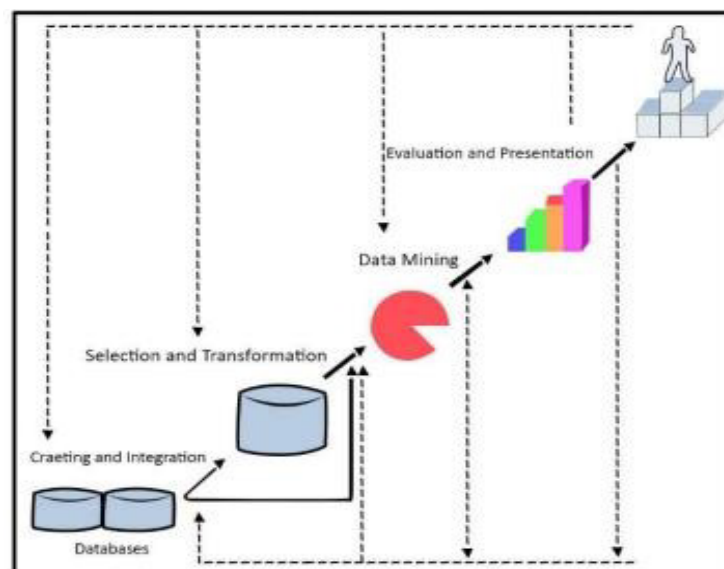 Evaluation and Presentation
Data Mining
Selection and Transformation
Craeting and Integration
Databases